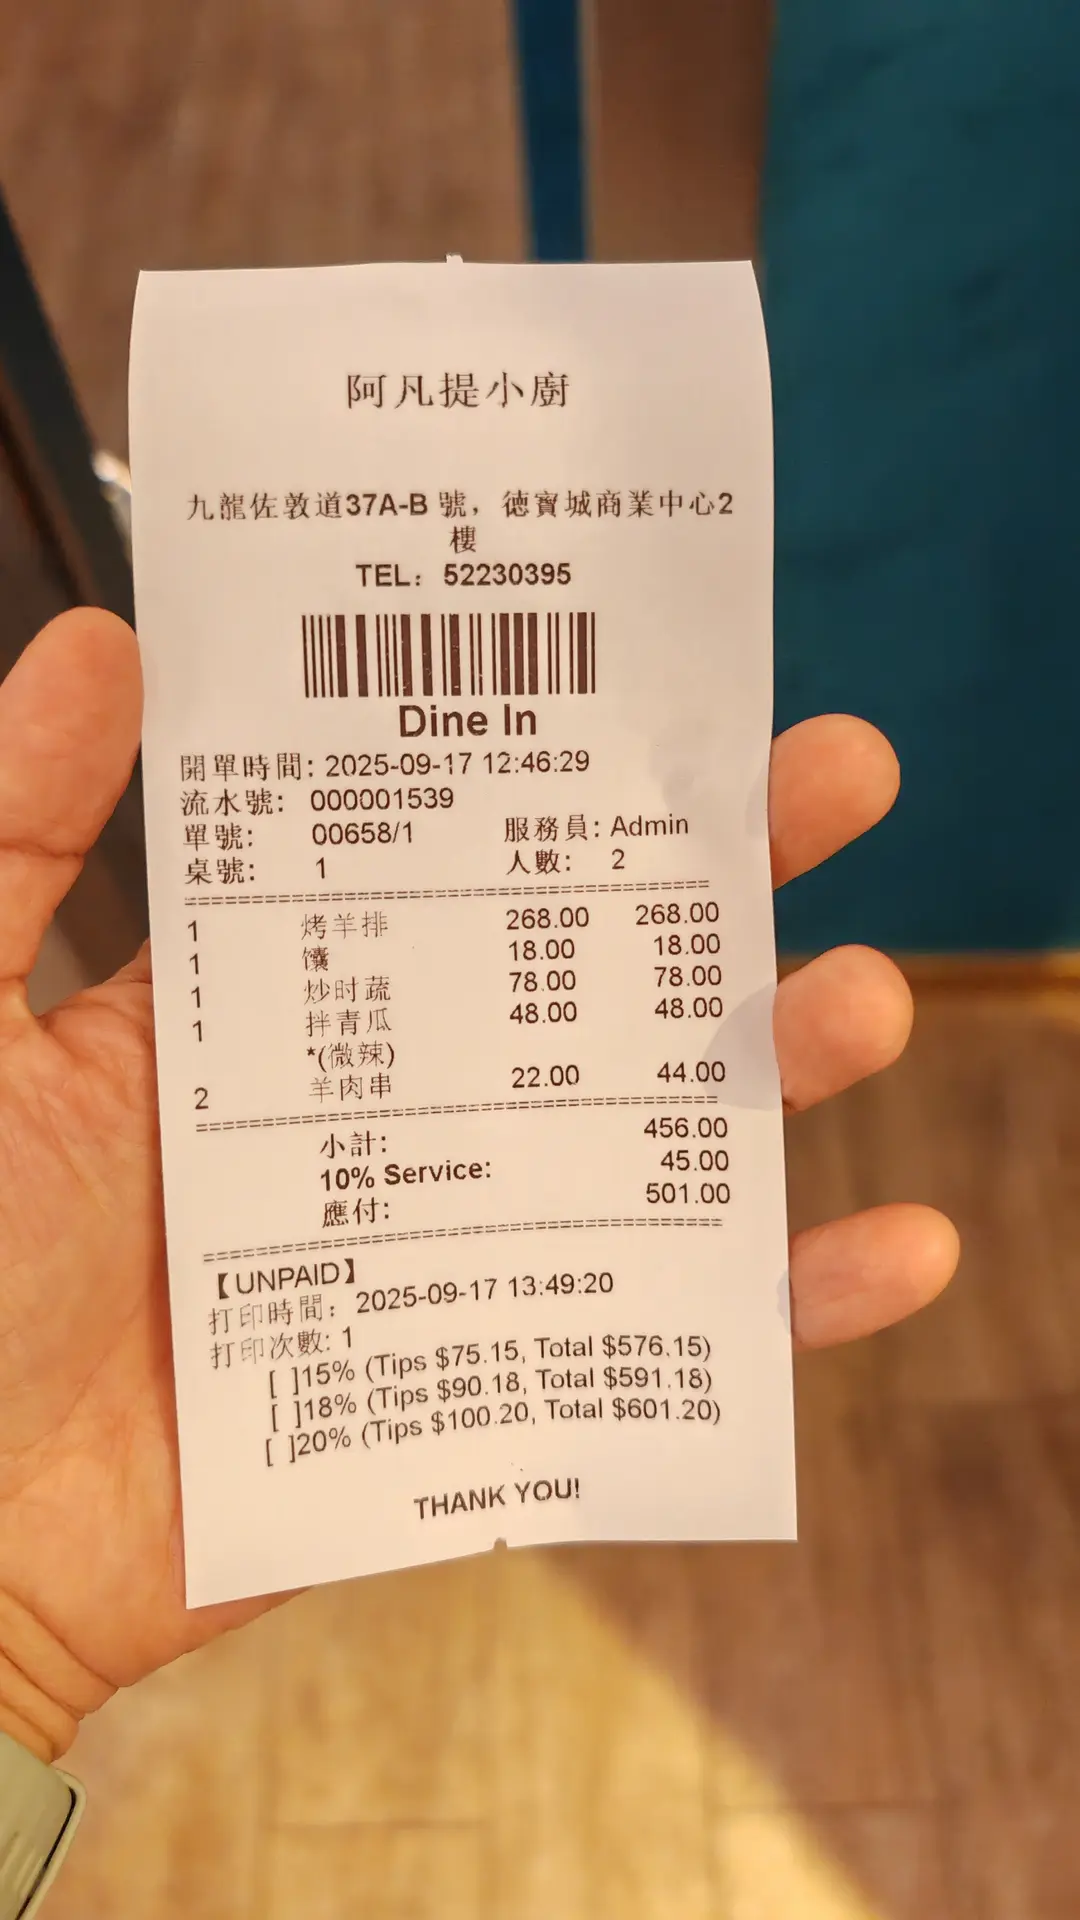 阿凡提小廚
九龍佐敦道37A-B 號，德寶城商業中心2
樓
TEL：52230395
Dine In
開單時間: 2025-09-17 12:46:29
流水號: 000001539
單號: 00658/1 服務員: Admin
桌號: 1 人數: 2
1 烤羊排 268.00 268.00
1 馕 18.00 18.00
1 炒时蔬 78.00 78.00
1 拌青瓜 48.00 48.00
*(微辣)
2 羊肉串 22.00 44.00
小計: 456.00
10% Service: 45.00
應付: 501.00
【UNPAID】
打印時間：2025-09-17 13:49:20
打印次數: 1
[ ]15% (Tips $75.15, Total $576.15)
[ ]18% (Tips $90.18, Total $591.18)
[ ]20% (Tips $100.20, Total $601.20)
THANK YOU!